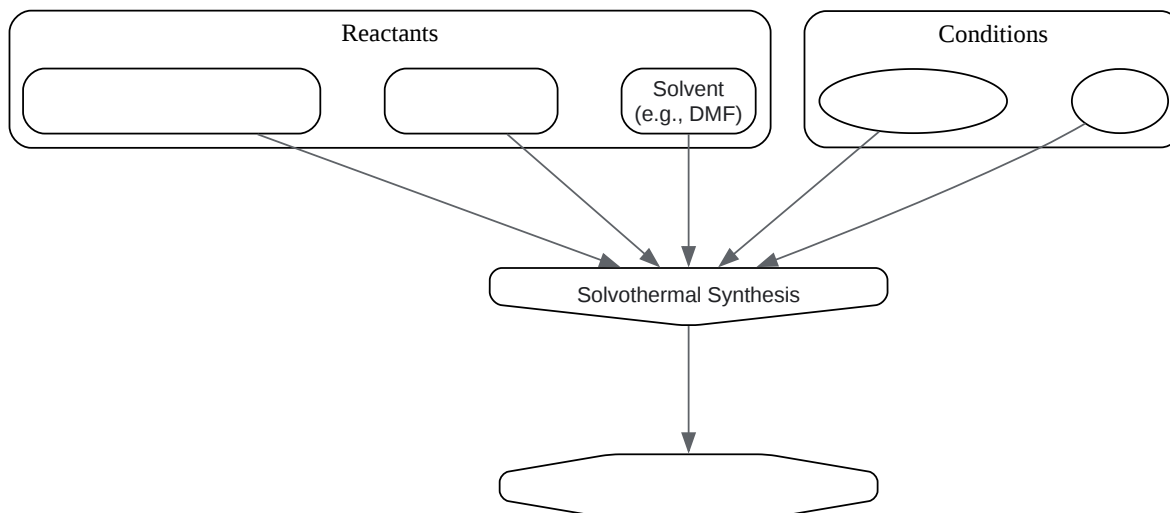 Reactants
Conditions
Solvent
(e.g., DMF)
Solvothermal Synthesis